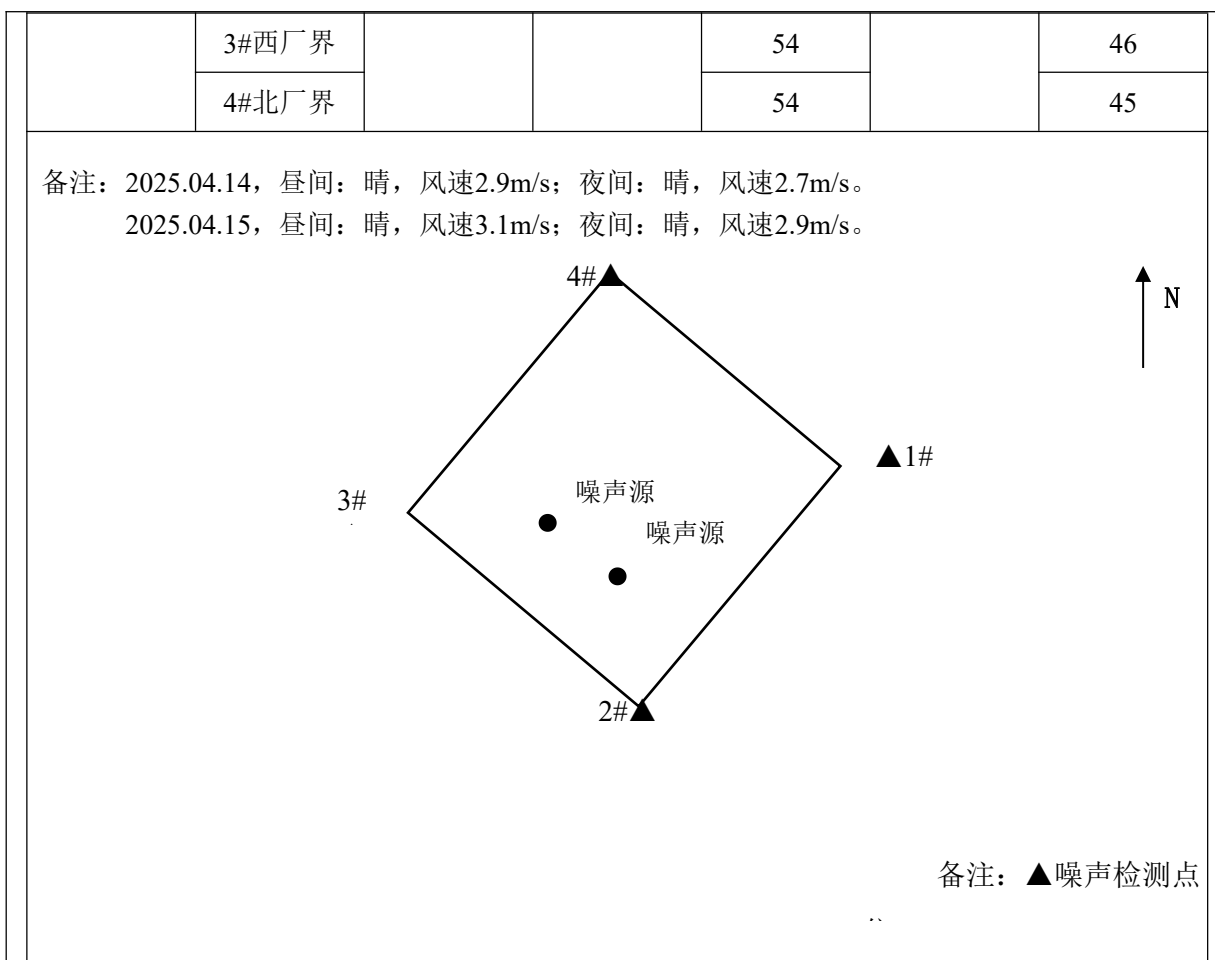 3#西厂界 54 46
4#北厂界 54 45
备注：2025.04.14，昼间：晴，风速2.9m/s；夜间：晴，风速2.7m/s。
2025.04.15，昼间：晴，风速3.1m/s；夜间：晴，风速2.9m/s。
4#▲
N
▲1#
3#
噪声源
噪声源
2#▲
备注：▲噪声检测点